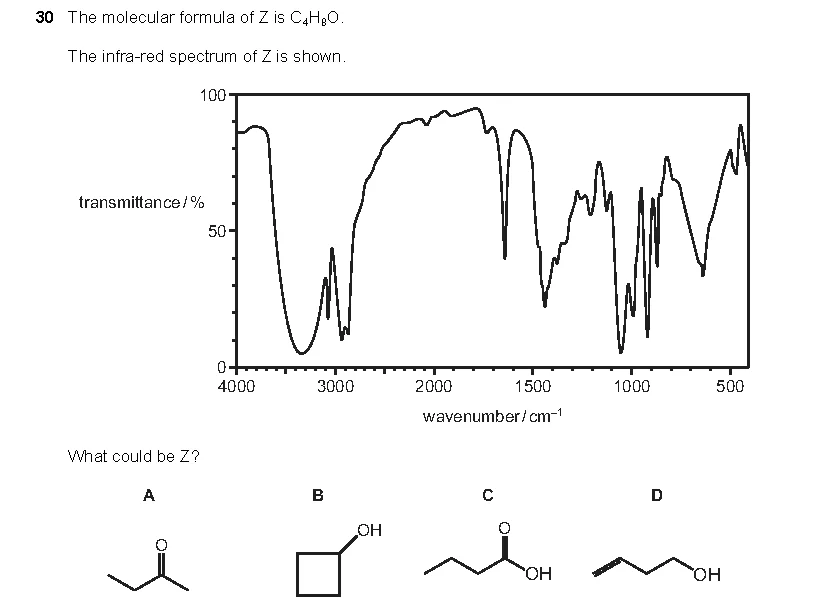 30 The molecular formula of Z is C₄H₈O.
The infra-red spectrum of Z is shown.
100
transmittance / %
50
0
4000 3000 2000 1500 1000 500
wavenumber / cm⁻¹
What could be Z?
A B C D
O
OH
O
OH
OH